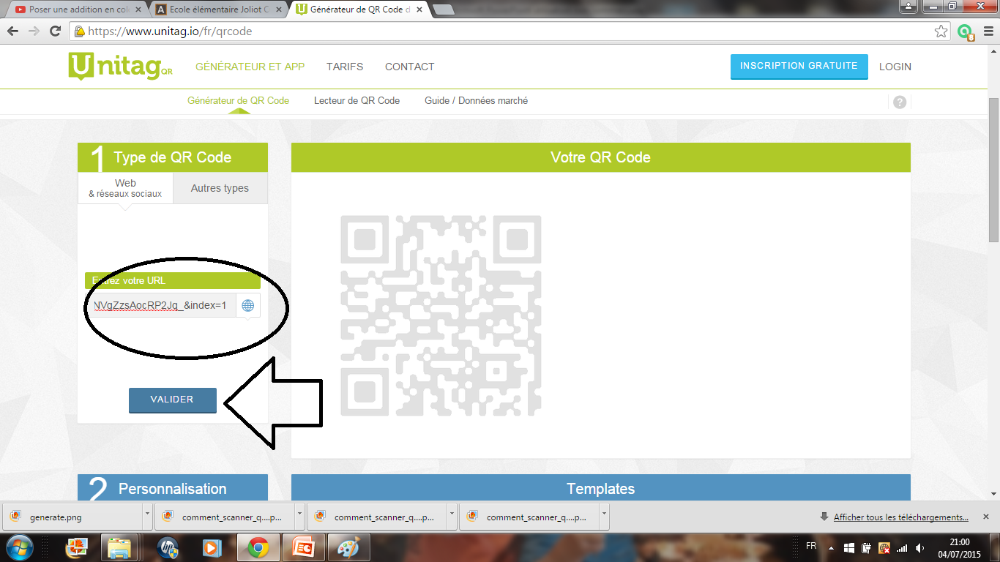 Poser une addition en col
Ecole élémentaire Joliot C
Générateur de QR Code d
https://www.unitag.io/fr/qrcode
Unitag QR
GÉNÉRATEUR ET APP
TARIFS
CONTACT
INSCRIPTION GRATUITE
LOGIN
Générateur de QR Code
Lecteur de QR Code
Guide / Données marché
?
1 Type de QR Code
Web
& réseaux sociaux
Autres types
Entrez votre URL
NVgZzsAocRP2Jq_&index=1
VALIDER
Votre QR Code
2 Personnalisation
Templates
generate.png
comment_scanner_q....p...
comment_scanner_q....p...
comment_scanner_q....p...
Afficher tous les téléchargements...
FR
21:00
04/07/2015